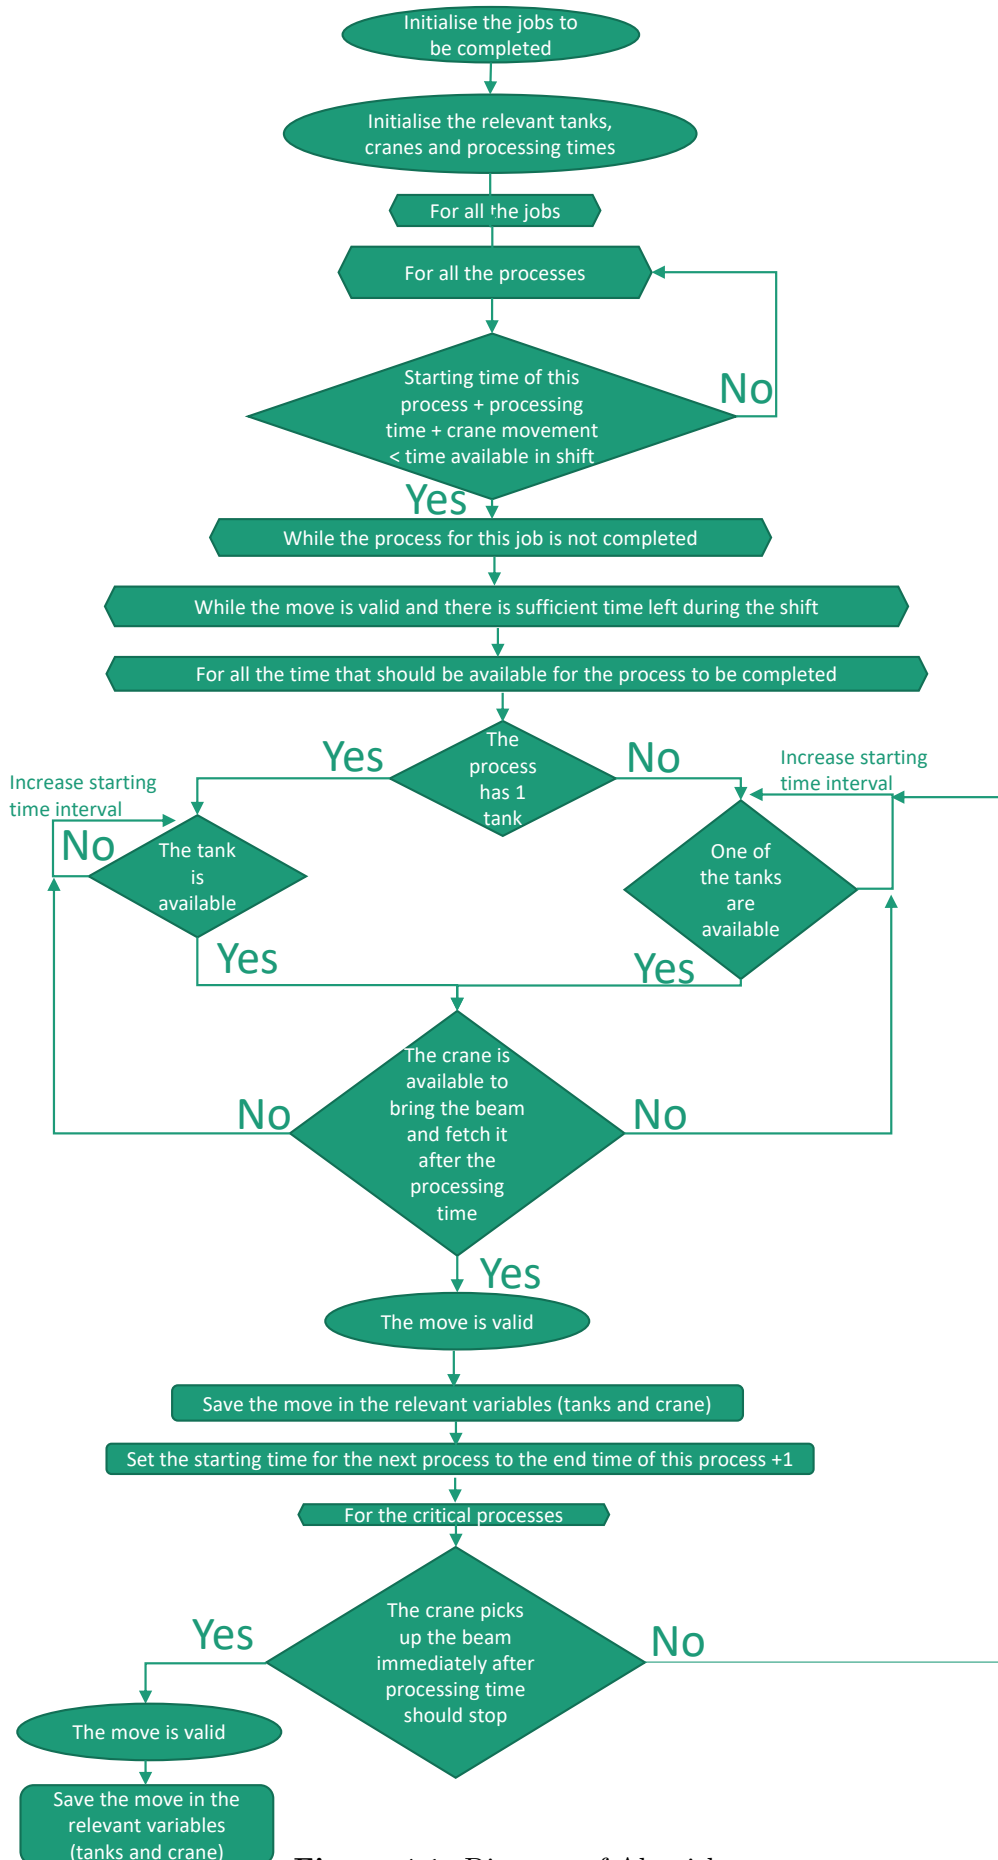 Initialise the jobs to
be completed
Initialise the relevant tanks,
cranes and processing times
For all the jobs
For all the processes
Starting time of this
process + processing
time + crane movement
< time available in shift
No
Yes
While the process for this job is not completed
While the move is valid and there is sufficient time left during the shift
For all the time that should be available for the process to be completed
The
process
has 1
tank
Yes
No
Increase starting
time interval
Increase starting
time interval
No
The tank
is
available
One of
the tanks
are
available
Yes
Yes
The crane is
available to
bring the beam
and fetch it
after the
processing
time
No
No
Yes
The move is valid
Save the move in the relevant variables (tanks and crane)
Set the starting time for the next process to the end time of this process +1
For the critical processes
The crane picks
up the beam
immediately after
processing time
should stop
Yes
No
The move is valid
Save the move in the
relevant variables
(tanks and crane)